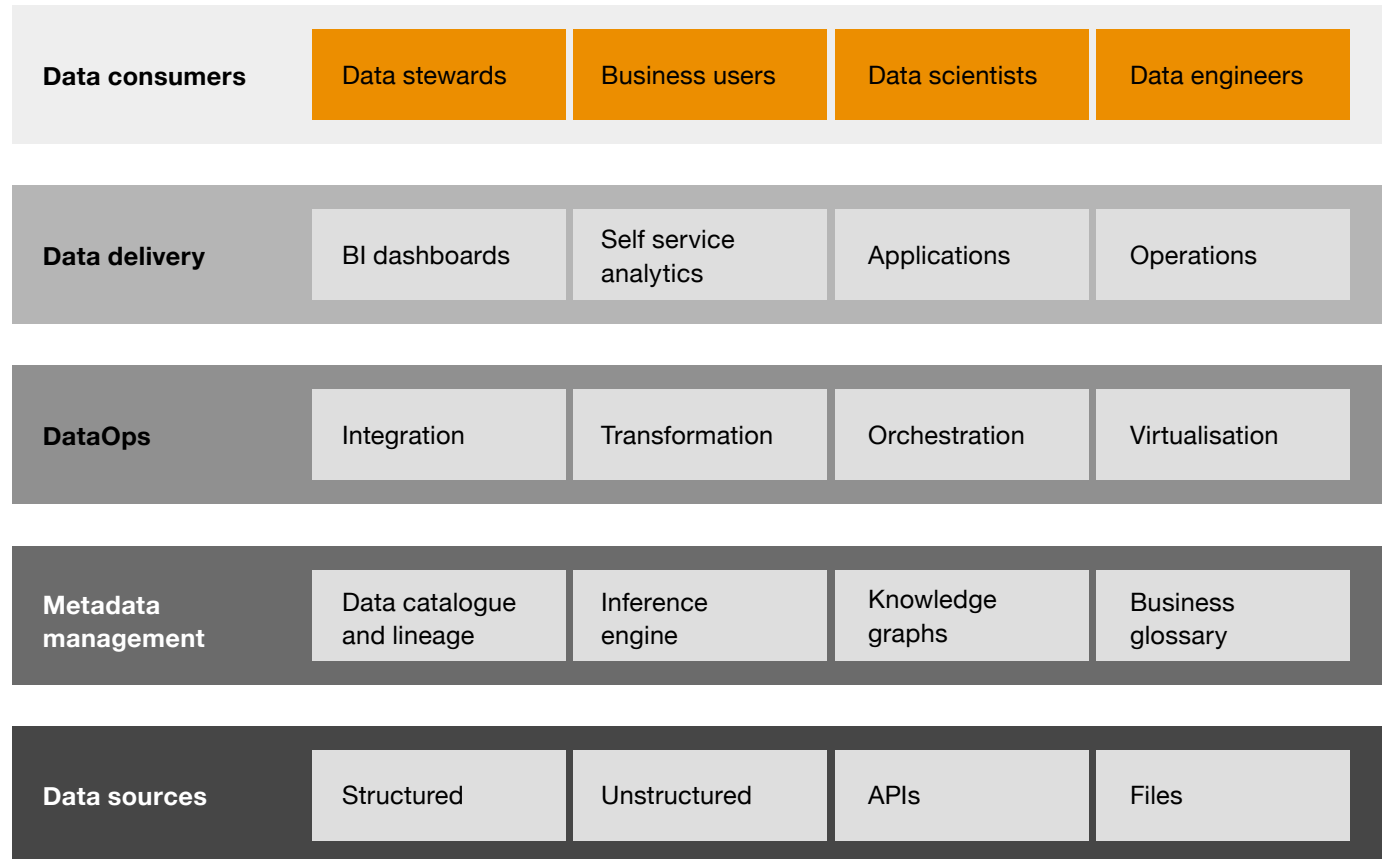 Data consumers
Data stewards
Business users
Data scientists
Data engineers
Data delivery
BI dashboards
Self service
analytics
Applications
Operations
DataOps
Integration
Transformation
Orchestration
Virtualisation
Metadata
management
Data catalogue
and lineage
Inference
engine
Knowledge
graphs
Business
glossary
Data sources
Structured
Unstructured
APIs
Files